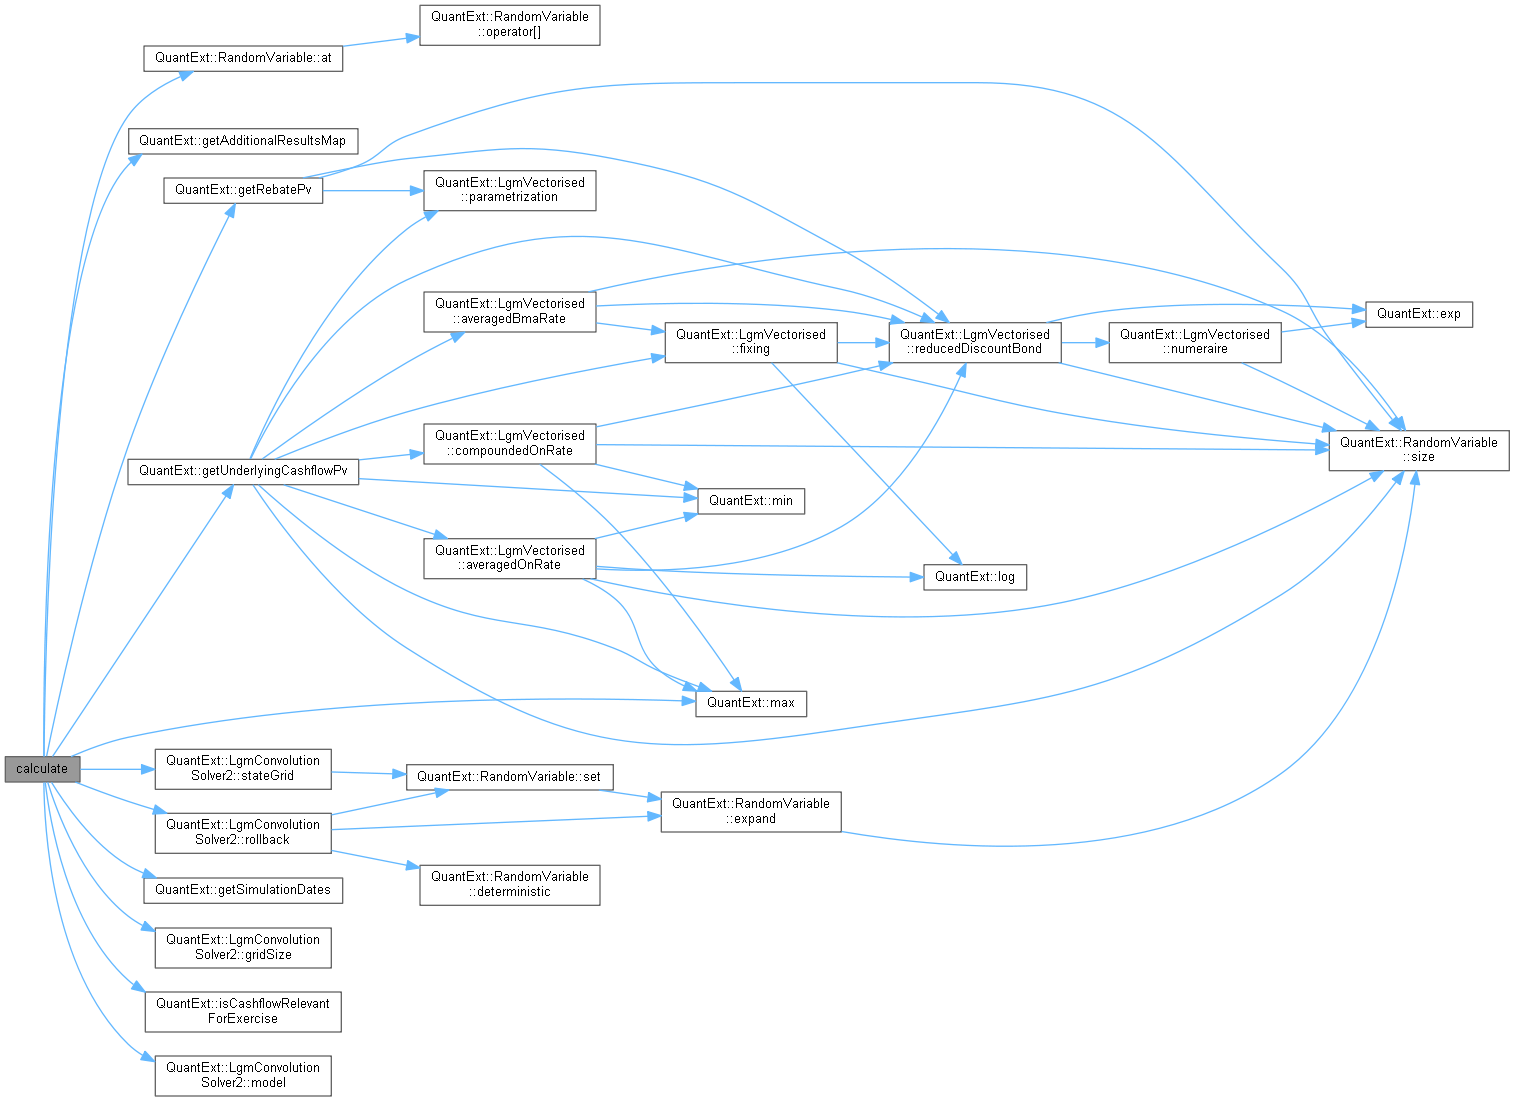 QuantExt::RandomVariable
::operator[]
QuantExt::RandomVariable::at
QuantExt::getAdditionalResultsMap
QuantExt::getRebatePv
QuantExt::LgmVectorised
::parametrization
QuantExt::LgmVectorised
::averagedBmaRate
QuantExt::LgmVectorised
::fixing
QuantExt::LgmVectorised
::reducedDiscountBond
QuantExt::LgmVectorised
::numeraire
QuantExt::exp
QuantExt::getUnderlyingCashflowPv
QuantExt::LgmVectorised
::compoundedOnRate
QuantExt::RandomVariable
::size
QuantExt::min
QuantExt::LgmVectorised
::averagedOnRate
QuantExt::log
QuantExt::max
calculate
QuantExt::LgmConvolution
Solver2::stateGrid
QuantExt::RandomVariable::set
QuantExt::RandomVariable
::expand
QuantExt::LgmConvolution
Solver2::rollback
QuantExt::RandomVariable
::deterministic
QuantExt::getSimulationDates
QuantExt::LgmConvolution
Solver2::gridSize
QuantExt::isCashflowRelevant
ForExercise
QuantExt::LgmConvolution
Solver2::model